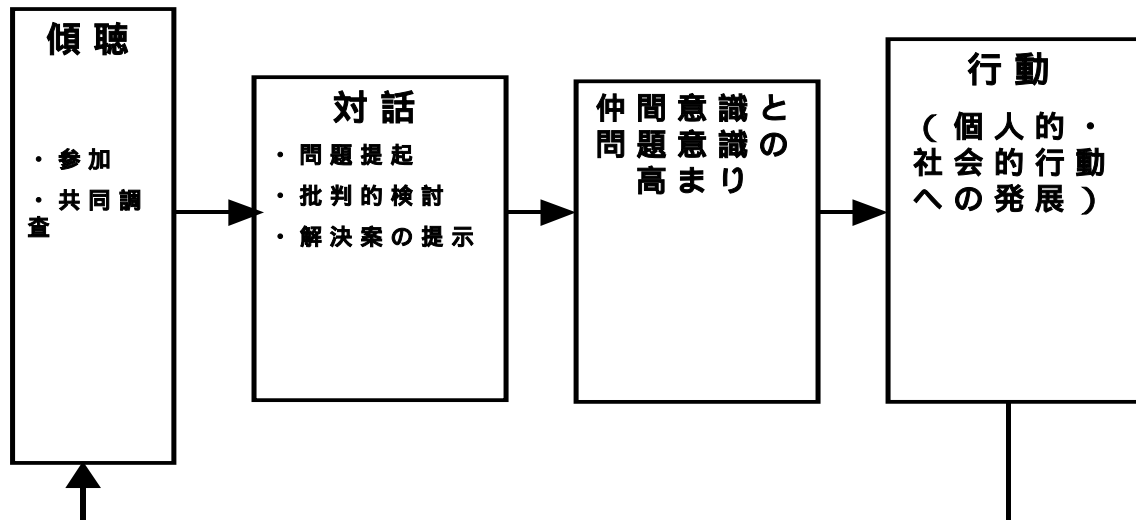 傾聴
・参加
・共同調
査
対話
・問題提起
・批判的検討
・解決案の提示
仲間意識と
問題意識の
高まり
行動
（個人的・
社会的行動
への発展）